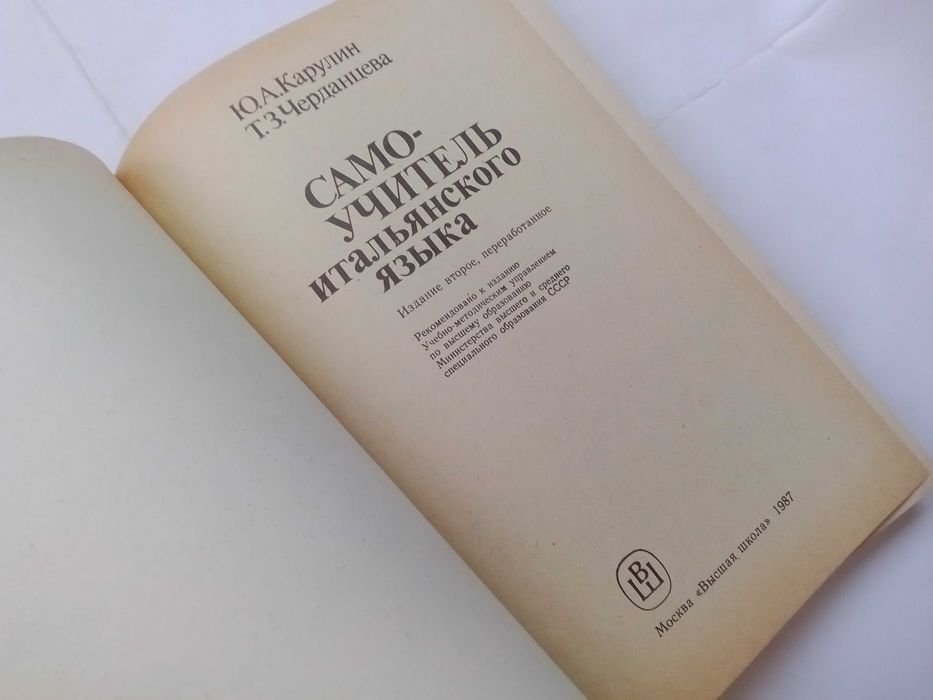 Ю.А.Карулин
Т.З.Черданцева
САМО-
УЧИТЕЛЬ
итальянского
языка
Издание второе, переработанное
Рекомендовано к изданию
Учебно-методическим управлением
по высшему образованию
Министерства высшего и среднего
специального образования СССР
ВШ
Москва «Высшая школа» 1987